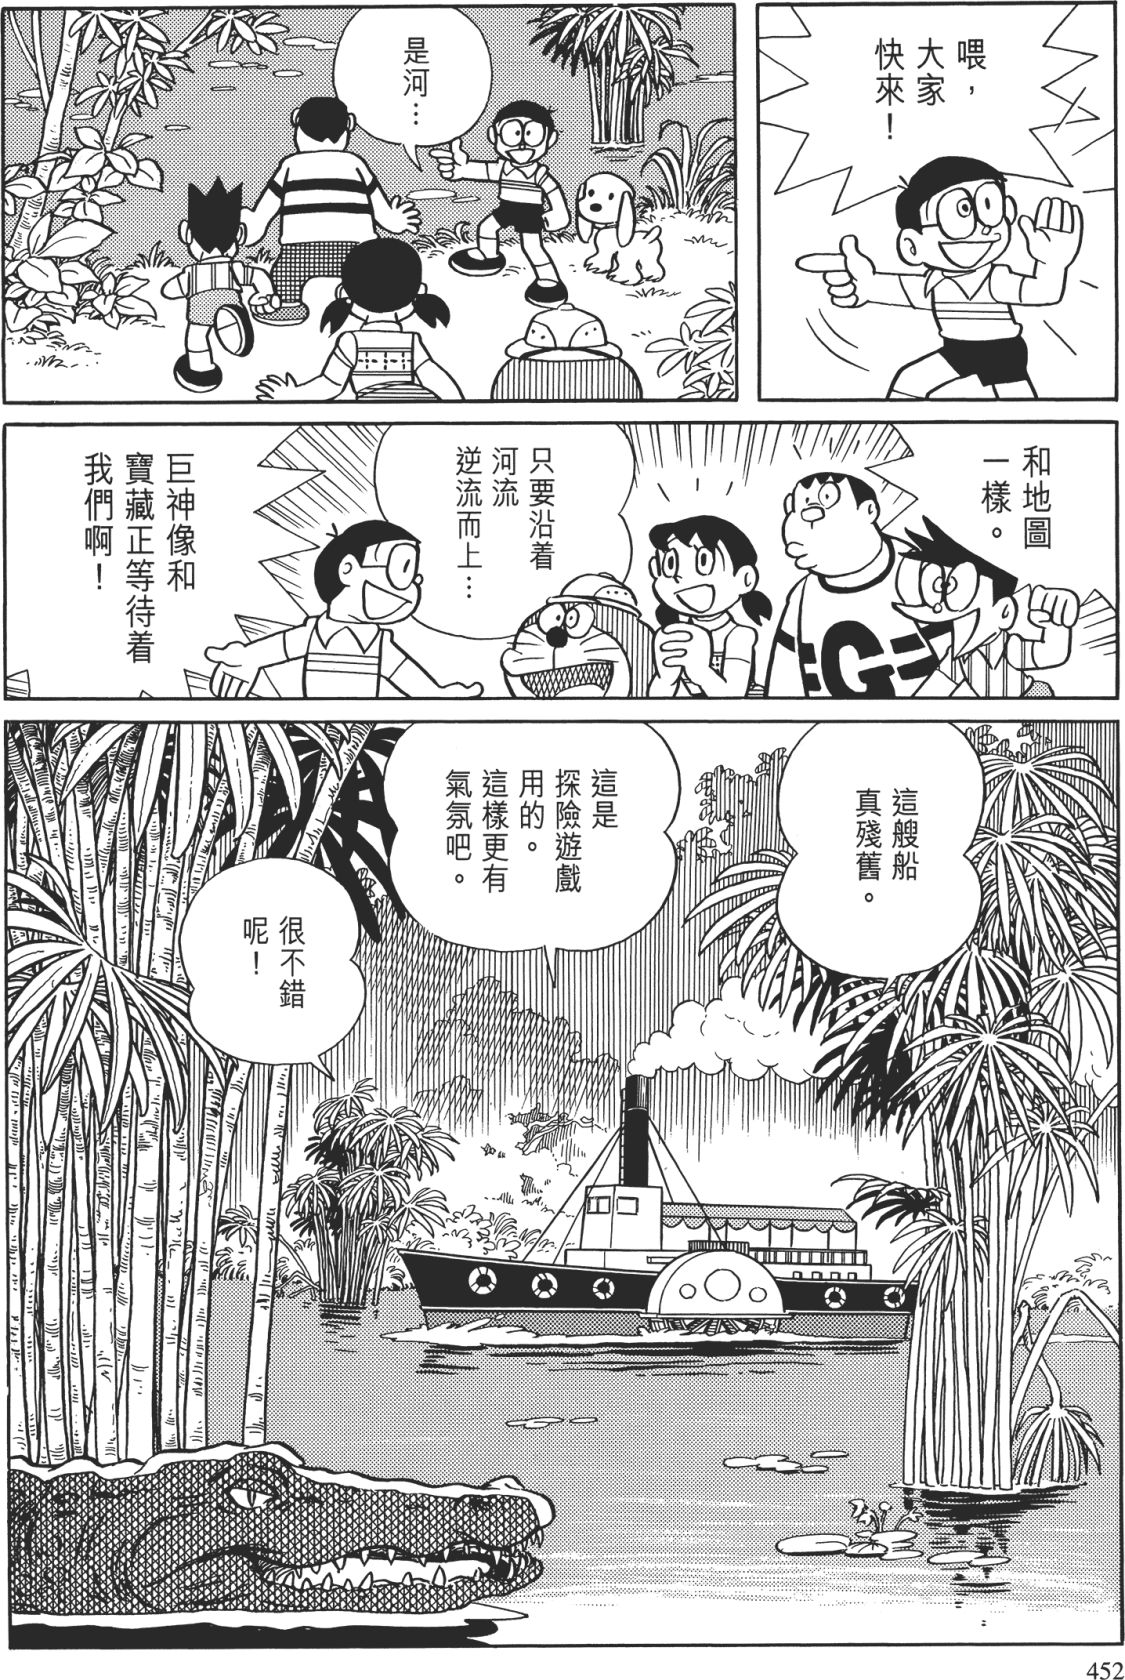 喂，
大家
快來！
是河…
和地圖
一樣。
只要沿着
河流
逆流而上…
巨神像和
寶藏正等待着
我們啊！
這艘船
真殘舊。
這是
探險遊戲
用的。
這樣更有
氣氛吧。
很不錯
呢！
G
452